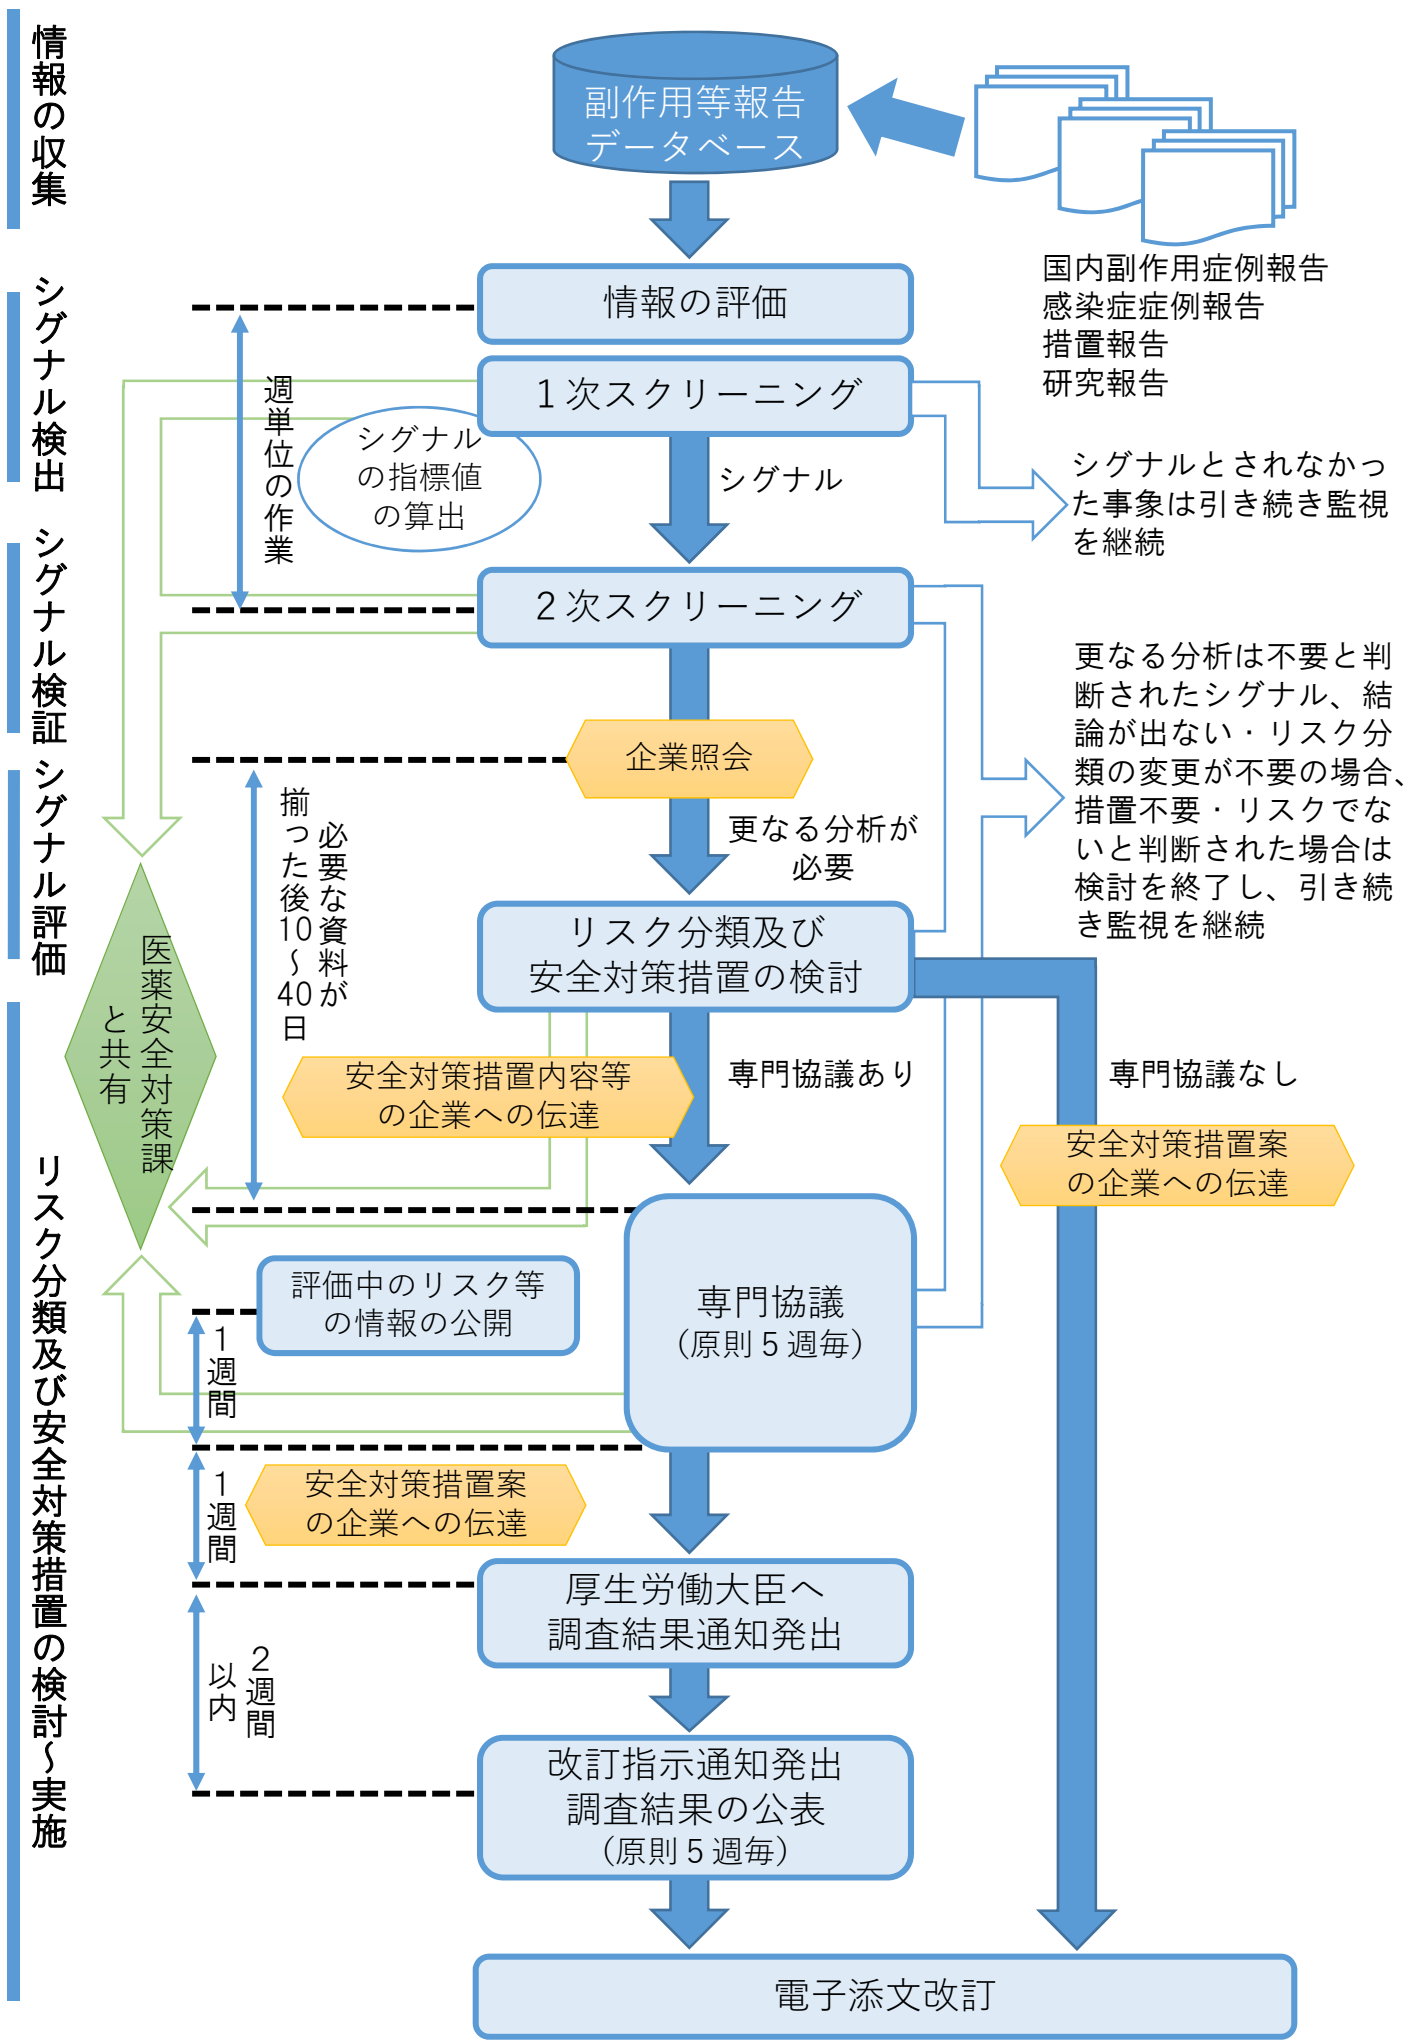 情報の収集
副作用等報告
データベース
国内副作用症例報告
感染症症例報告
措置報告
研究報告
シグナル検出
情報の評価
1次スクリーニング
週単位の作業
シグナル
の指標値
の算出
シグナル
シグナルとされなかっ
た事象は引き続き監視
を継続
シグナル検証
2次スクリーニング
更なる分析は不要と判
断されたシグナル、結
論が出ない・リスク分
類の変更が不要の場合、
措置不要・リスクでな
いと判断された場合は
検討を終了し、引き続
き監視を継続
シグナル評価
企業照会
更なる分析が
必要
必要な資料が
揃った後10～40日
リスク分類及び
安全対策措置の検討
医薬安全対策課
と共有
リスク分類及び安全対策措置の検討～実施
安全対策措置内容等
の企業への伝達
専門協議あり
専門協議なし
安全対策措置案
の企業への伝達
評価中のリスク等
の情報の公開
専門協議
（原則5週毎）
1週間
1週間
安全対策措置案
の企業への伝達
厚生労働大臣へ
調査結果通知発出
2週間
以内
改訂指示通知発出
調査結果の公表
（原則5週毎）
電子添文改訂